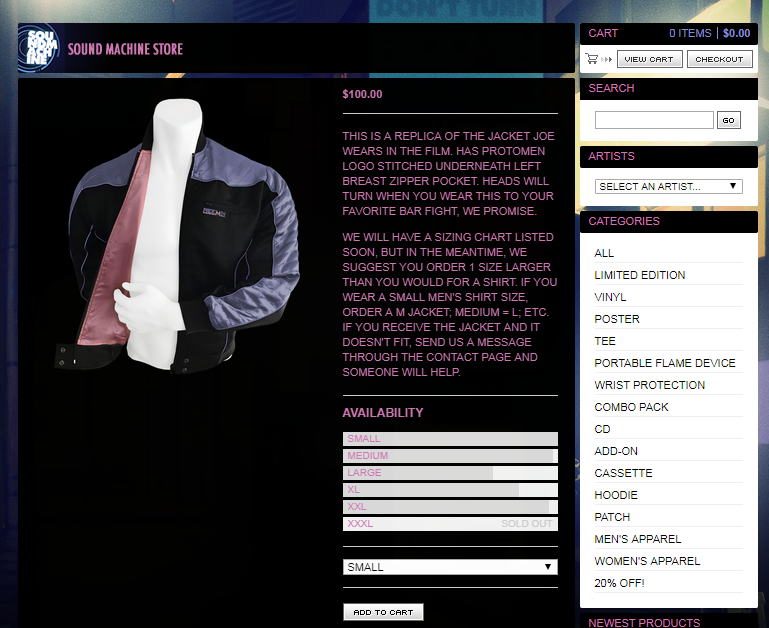 DON'T TURN
SOUND MACHINE
SOUND MACHINE STORE
CART
0 ITEMS | $0.00
VIEW CART
CHECKOUT
SEARCH
GO
ARTISTS
SELECT AN ARTIST...
CATEGORIES
ALL
LIMITED EDITION
VINYL
POSTER
TEE
PORTABLE FLAME DEVICE
WRIST PROTECTION
COMBO PACK
CD
ADD-ON
CASSETTE
HOODIE
PATCH
MEN'S APPAREL
WOMEN'S APPAREL
20% OFF!
NEWEST PRODUCTS
$100.00
THIS IS A REPLICA OF THE JACKET JOE
WEARS IN THE FILM. HAS PROTOMEN
LOGO STITCHED UNDERNEATH LEFT
BREAST ZIPPER POCKET. HEADS WILL
TURN WHEN YOU WEAR THIS TO YOUR
FAVORITE BAR FIGHT, WE PROMISE.
WE WILL HAVE A SIZING CHART LISTED
SOON, BUT IN THE MEANTIME, WE
SUGGEST YOU ORDER 1 SIZE LARGER
THAN YOU WOULD FOR A SHIRT. IF YOU
WEAR A SMALL MEN'S SHIRT SIZE,
ORDER A M JACKET; MEDIUM = L; ETC.
IF YOU RECEIVE THE JACKET AND IT
DOESN'T FIT, SEND US A MESSAGE
THROUGH THE CONTACT PAGE AND
SOMEONE WILL HELP.
AVAILABILITY
SMALL
MEDIUM
LARGE
XL
XXL
XXXL SOLD OUT
SMALL
ADD TO CART